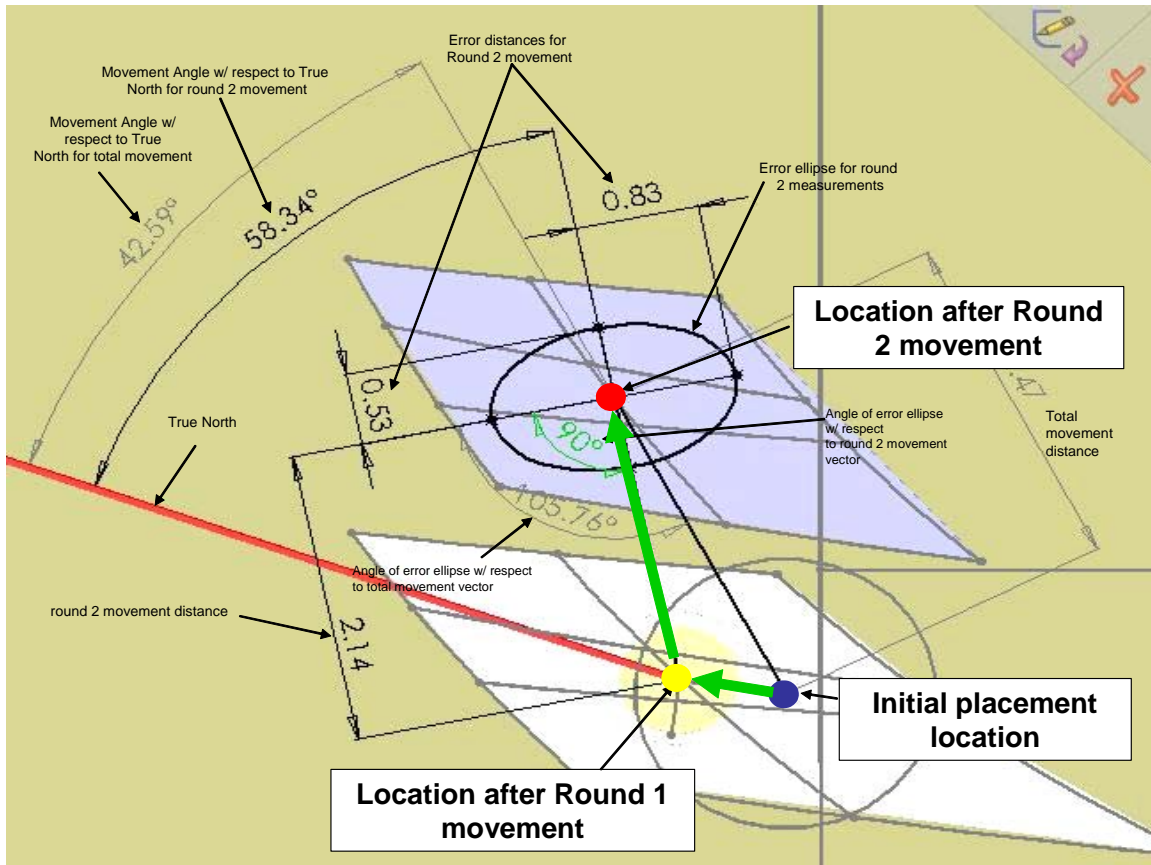 Error distances for
Round 2 movement
Movement Angle w/ respect to True
North for round 2 movement
Movement Angle w/
respect to True
North for total movement
Error ellipse for round
2 measurements
0.83
42.59°
58.34°
Location after Round
2 movement
0.53
.47
True North
90°
Angle of error ellipse
w/ respect
to round 2 movement
vector
Total
movement
distance
105.76°
Angle of error ellipse w/ respect
to total movement vector
round 2 movement distance
2.14
Initial placement
location
Location after Round 1
movement